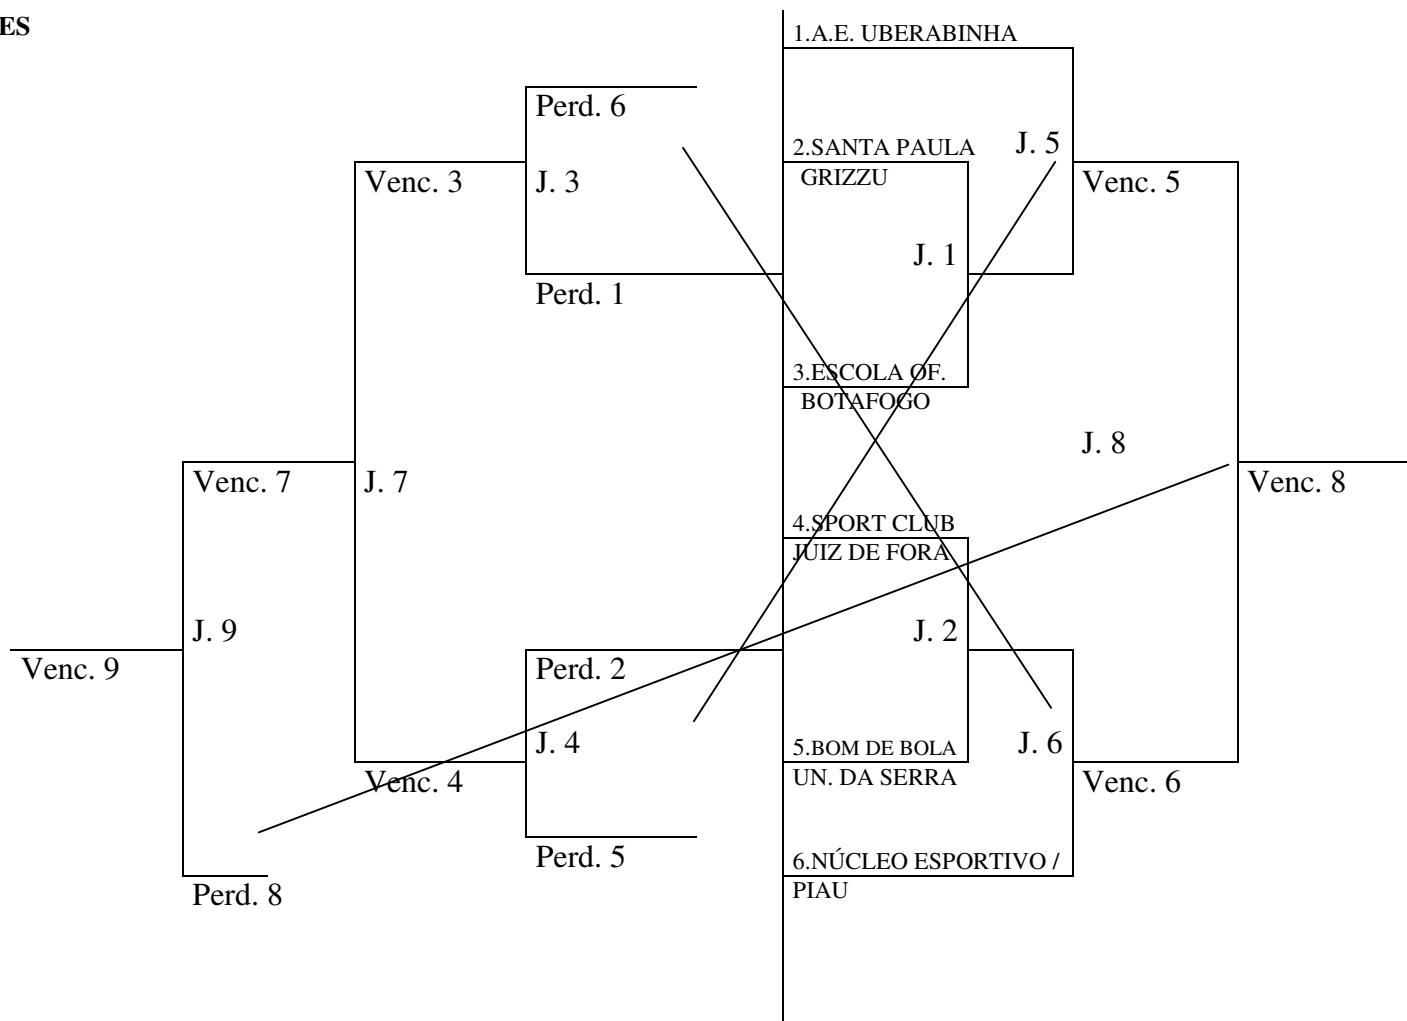 ES
1.A.E. UBERABINHA
Perd. 6
2.SANTA PAULA
GRIZZU
J. 5
Venc. 3
J. 3
Venc. 5
J. 1
Perd. 1
3.ESCOLA OF.
BOTAFOGO
J. 8
Venc. 7
J. 7
Venc. 8
4.SPORT CLUB
JUIZ DE FORA
J. 9
J. 2
Venc. 9
Perd. 2
J. 4
5.BOM DE BOLA
UN. DA SERRA
J. 6
Venc. 4
Venc. 6
Perd. 5
6.NÚCLEO ESPORTIVO /
PIAU
Perd. 8